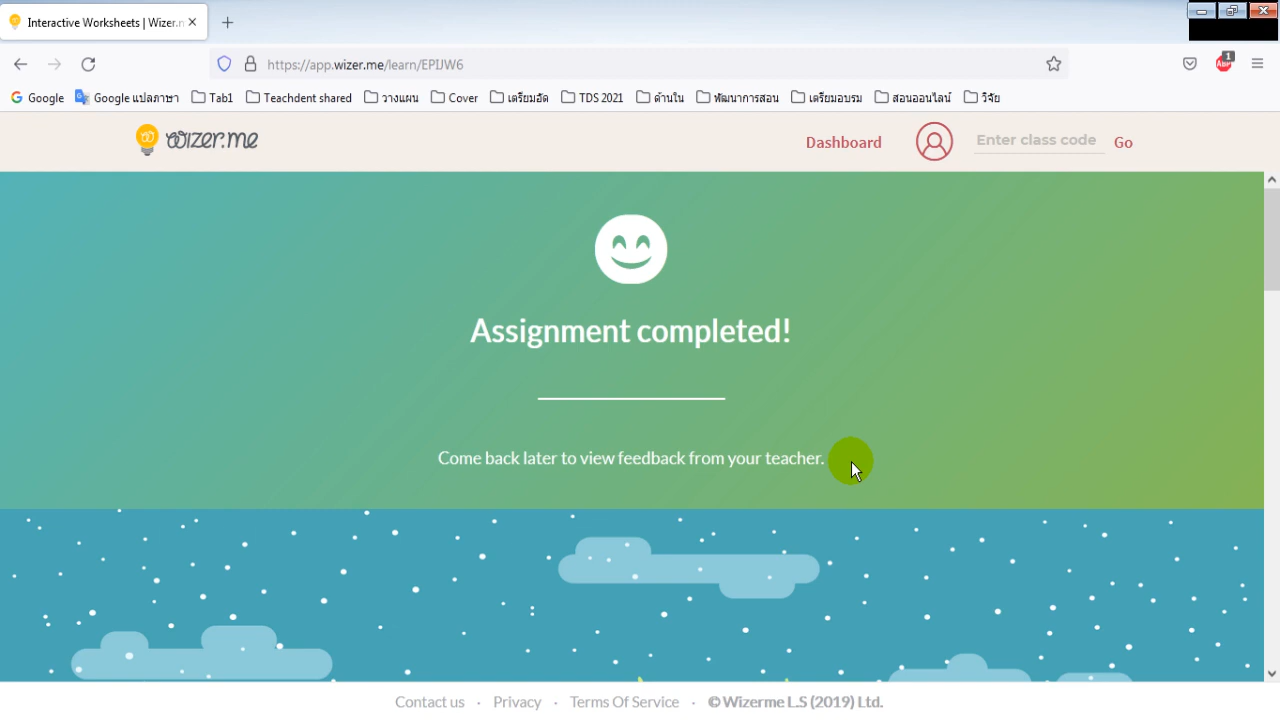 Interactive Worksheets | Wizer.m
https://app.wizer.me/learn/EPIJW6
1
ABP
Google
Google แปลภาษา
Tab1
Teachdent shared
วางแผน
Cover
เตรียมอัด
TDS 2021
ด้านใน
พัฒนาการสอน
เตรียมอบรม
สอนออนไลน์
วิจัย
wizer.me
Dashboard
Enter class code
Go
Assignment completed!
Come back later to view feedback from your teacher.
Contact us · Privacy · Terms Of Service · © Wizerme L.S (2019) Ltd.